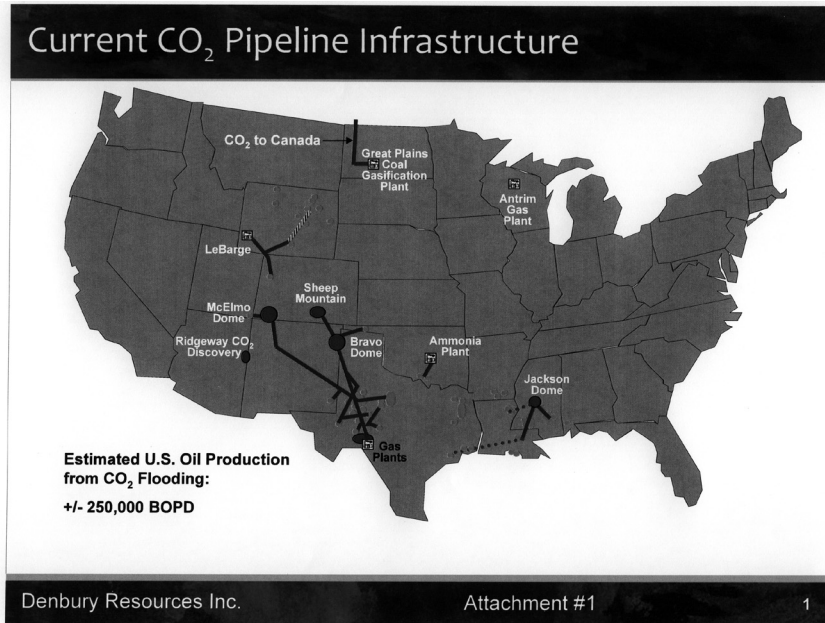 Current CO₂ Pipeline Infrastructure
CO₂ to Canada
Great Plains
Coal
Gasification
Plant
Antrim
Gas
Plant
LeBarge
Sheep
Mountain
McElmo
Dome
Ridgeway CO₂
Discovery
Bravo
Dome
Ammonia
Plant
Jackson
Dome
Gas
Plants
Estimated U.S. Oil Production
from CO₂ Flooding:
+/- 250,000 BOPD
Denbury Resources Inc.
Attachment #1
1